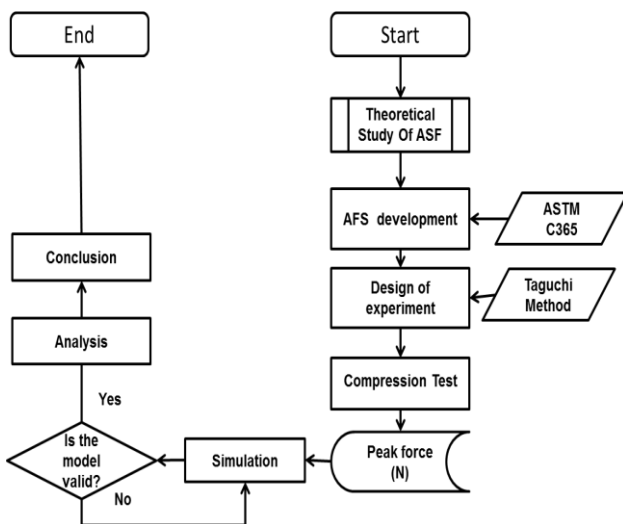 Start
Theoretical
Study Of ASF
AFS development
ASTM
C365
Design of
experiment
Taguchi
Method
Compression Test
Peak force
(N)
Simulation
Is the
model
valid?
No
Yes
Analysis
Conclusion
End